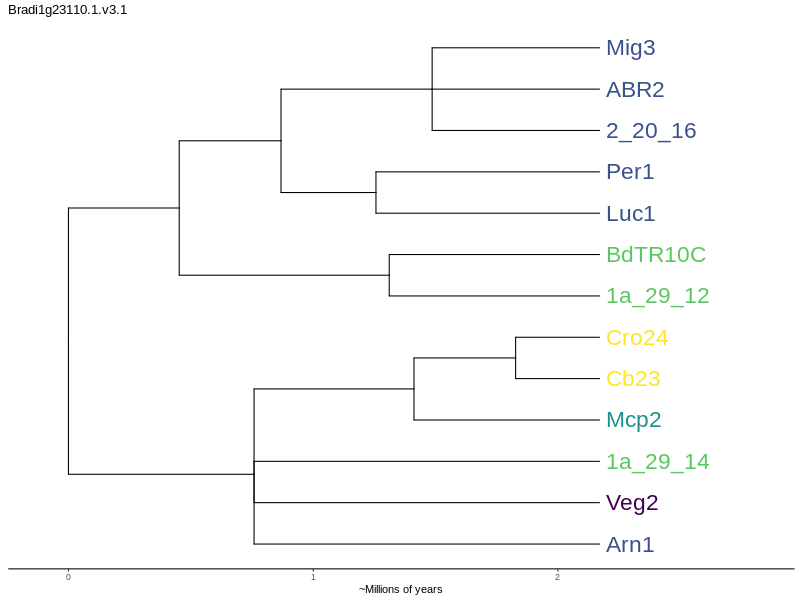 Bradi1g23110.1.v3.1
Mig3
ABR2
2_20_16
Per1
Luc1
BdTR10C
1a_29_12
Cro24
Cb23
Mcp2
1a_29_14
Veg2
Arn1
0 1 2
~Millions of years